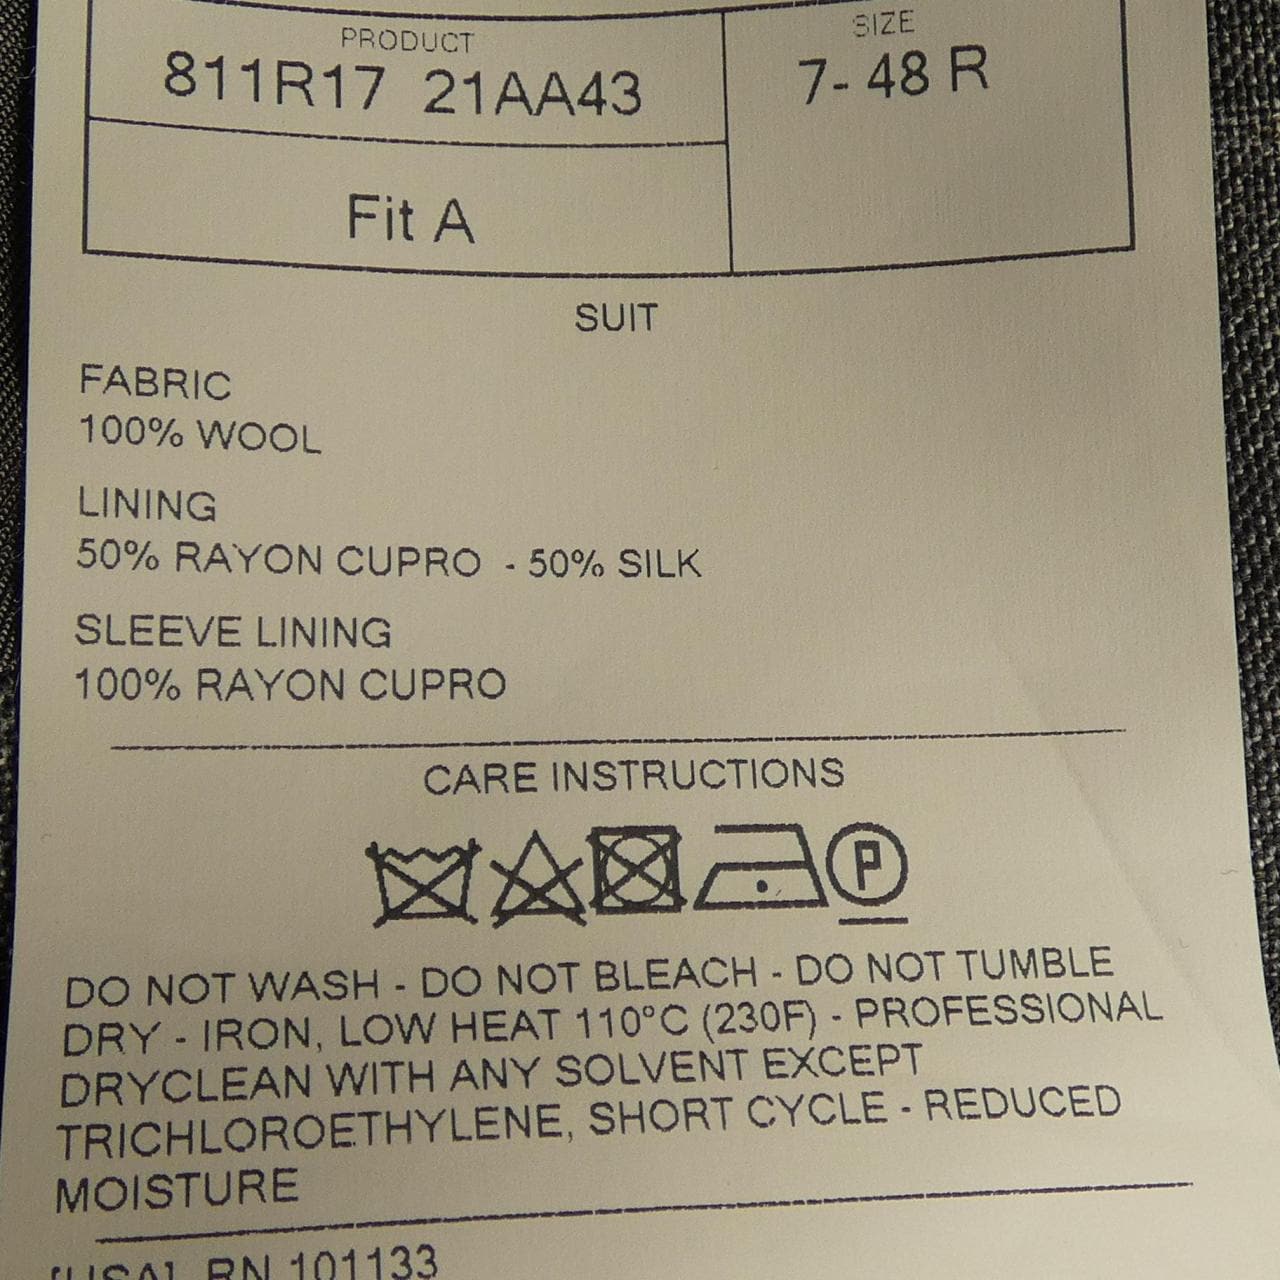 PRODUCT
811R17 21AA43
SIZE
7- 48 R
Fit A
SUIT
FABRIC
100% WOOL
LINING
50% RAYON CUPRO - 50% SILK
SLEEVE LINING
100% RAYON CUPRO
CARE INSTRUCTIONS
P
DO NOT WASH - DO NOT BLEACH - DO NOT TUMBLE
DRY - IRON, LOW HEAT 110°C (230F) - PROFESSIONAL
DRYCLEAN WITH ANY SOLVENT EXCEPT
TRICHLOROETHYLENE, SHORT CYCLE - REDUCED
MOISTURE
[USA] RN 101133